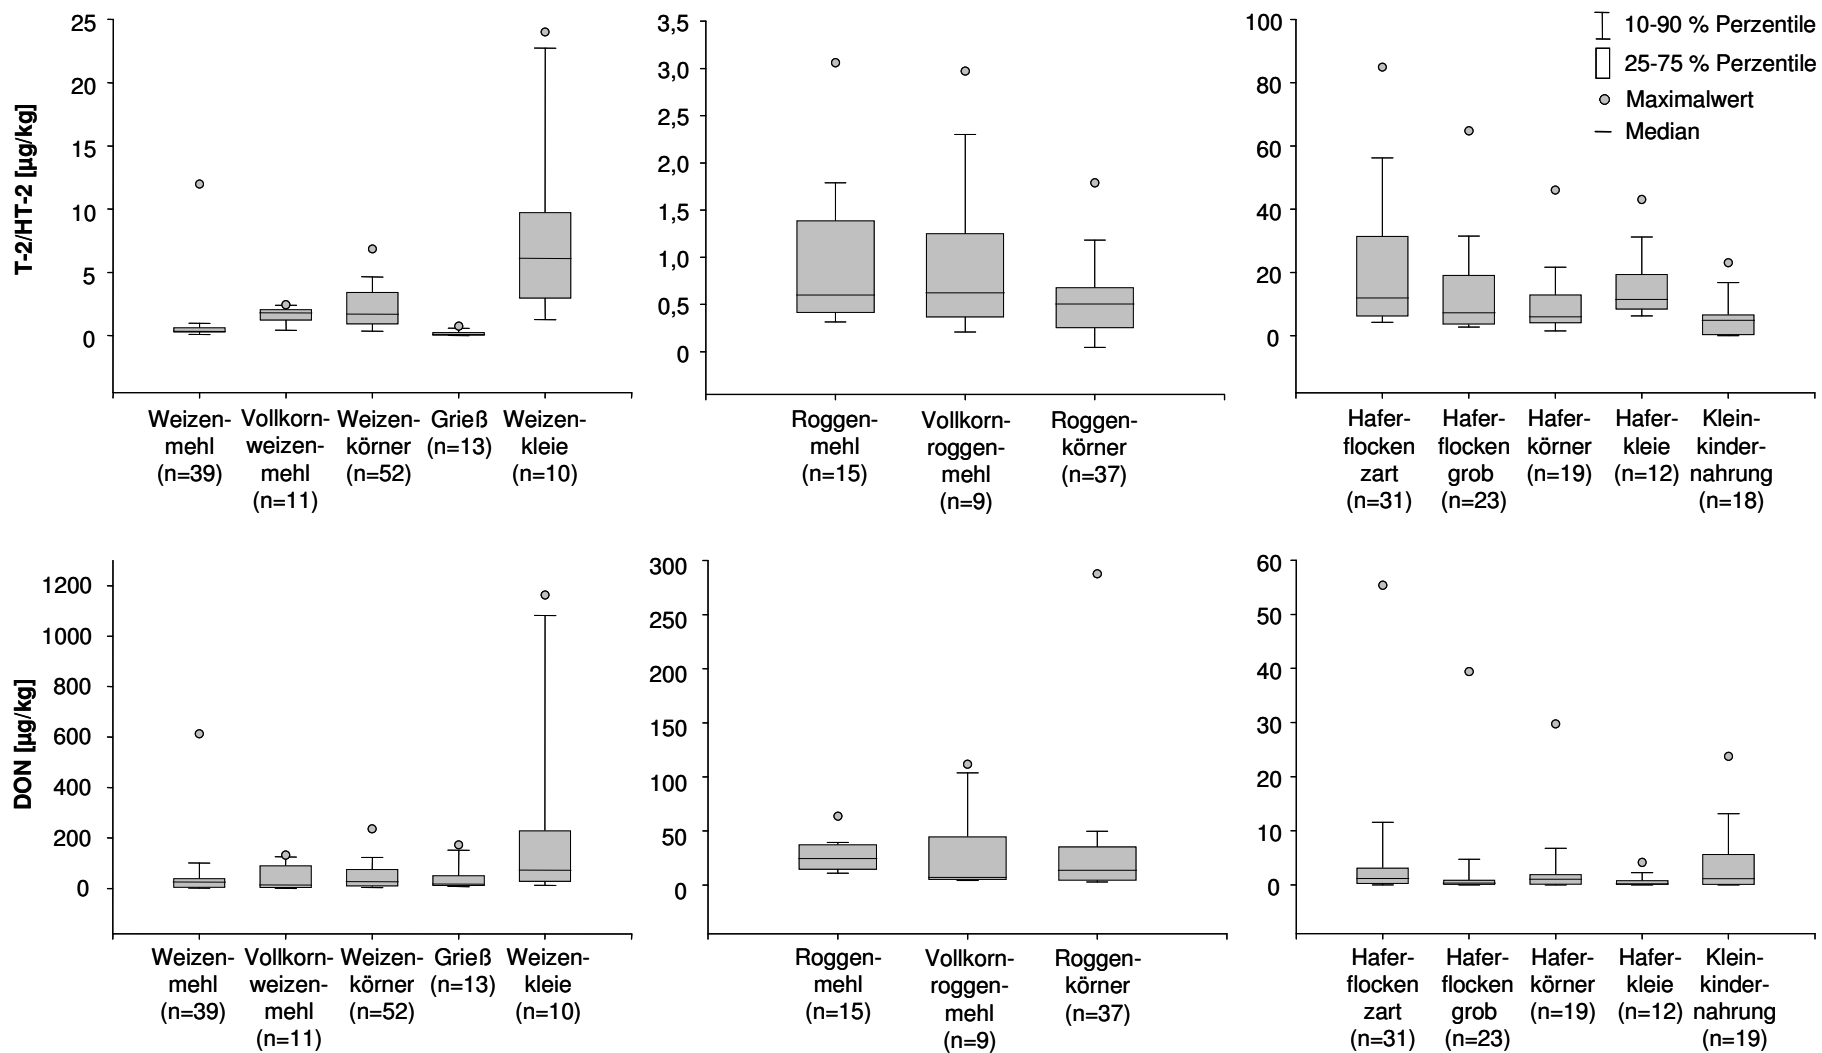 T-2/HT-2 [µg/kg]
25
20
15
10
5
0
Weizen-
mehl
(n=39)
Vollkorn-
weizen-
mehl
(n=11)
Weizen-
körner
(n=52)
Grieß
(n=13)
Weizen-
kleie
(n=10)
3,5
3,0
2,5
2,0
1,5
1,0
0,5
0
Roggen-
mehl
(n=15)
Vollkorn-
roggen-
mehl
(n=9)
Roggen-
körner
(n=37)
100
80
60
40
20
0
10-90 % Perzentile
25-75 % Perzentile
Maximalwert
Median
Hafer-
flocken
zart
(n=31)
Hafer-
flocken
grob
(n=23)
Hafer-
körner
(n=19)
Hafer-
kleie
(n=12)
Klein-
kinder-
nahrung
(n=18)
DON [µg/kg]
1200
1000
800
600
400
200
0
Weizen-
mehl
(n=39)
Vollkorn-
weizen-
mehl
(n=11)
Weizen-
körner
(n=52)
Grieß
(n=13)
Weizen-
kleie
(n=10)
300
250
200
150
100
50
0
Roggen-
mehl
(n=15)
Vollkorn-
roggen-
mehl
(n=9)
Roggen-
körner
(n=37)
60
50
40
30
20
10
0
Hafer-
flocken
zart
(n=31)
Hafer-
flocken
grob
(n=23)
Hafer-
körner
(n=19)
Hafer-
kleie
(n=12)
Klein-
kinder-
nahrung
(n=19)